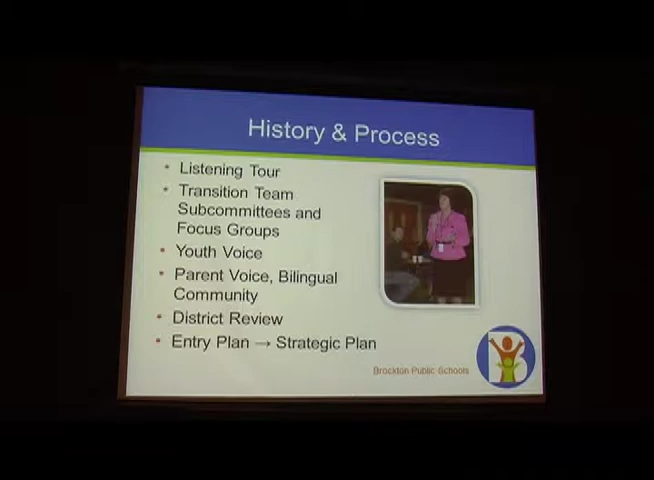 History & Process
• Listening Tour
• Transition Team
Subcommittees and
Focus Groups
• Youth Voice
• Parent Voice, Bilingual
Community
• District Review
• Entry Plan → Strategic Plan
Brockton Public Schools
B